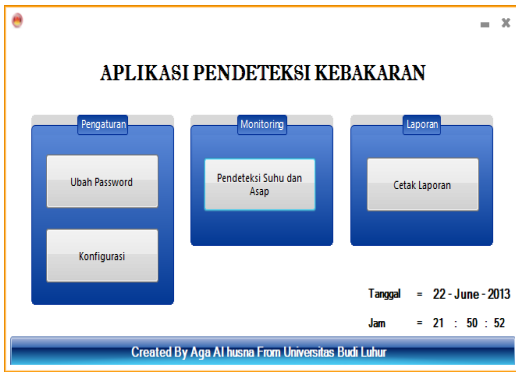 APLIKASI PENDETEKSI KEBAKARAN
Pengaturan
Ubah Password
Konfigurasi
Monitoring
Pendeteksi Suhu dan
Asap
Laporan
Cetak Laporan
Tanggal = 22 - June - 2013
Jam = 21 : 50 : 52
Created By Aga Al husna From Universitas Budi Luhur